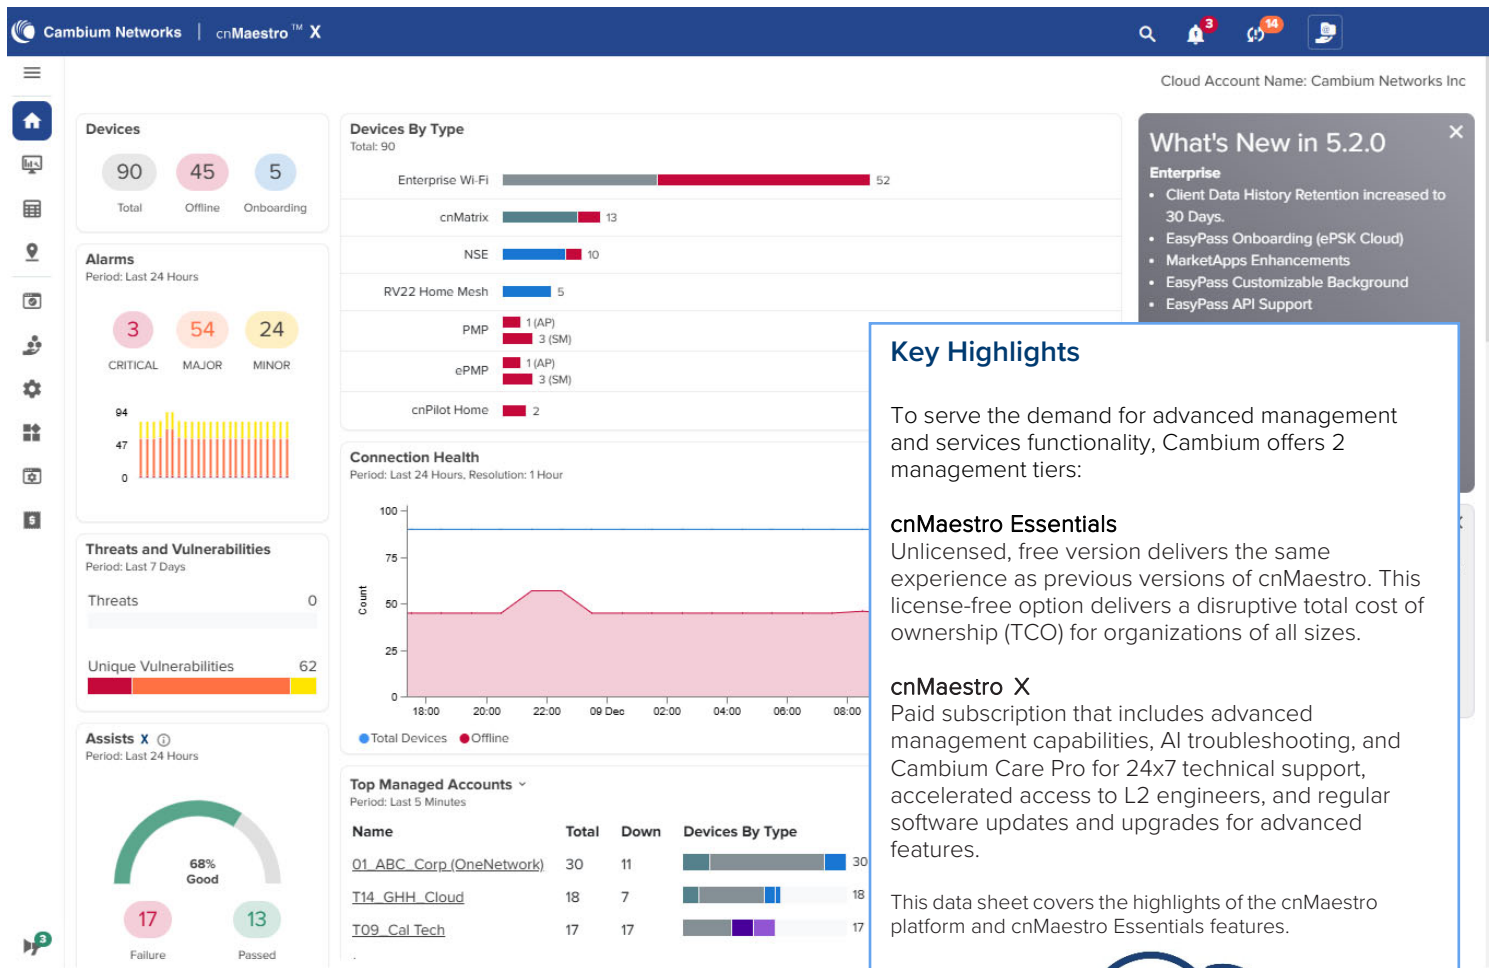 Cambium Networks | cnMaestro™ X
3
14
Cloud Account Name: Cambium Networks Inc
Devices
90 45 5
Total Offline Onboarding
Alarms
Period: Last 24 Hours
3 54 24
CRITICAL MAJOR MINOR
94
47
0
Threats and Vulnerabilities
Period: Last 7 Days
Threats 0
Unique Vulnerabilities 62
Assists X
Period: Last 24 Hours
68%
Good
17 13
Failure Passed
3
Devices By Type
Total: 90
Enterprise Wi-Fi 52
cnMatrix 13
NSE 10
RV22 Home Mesh 5
PMP 1 (AP)
3 (SM)
ePMP 1 (AP)
3 (SM)
cnPilot Home 2
Connection Health
Period: Last 24 Hours, Resolution: 1 Hour
Count
100
75
50
25
0
18:00 20:00 22:00 09 Dec 02:00 04:00 06:00 08:00
Total Devices Offline
Top Managed Accounts
Period: Last 5 Minutes
Name Total Down Devices By Type
01_ABC_Corp (OneNetwork) 30 11 30
T14_GHH_Cloud 18 7 18
T09_Cal Tech 17 17 17
What's New in 5.2.0
Enterprise
• Client Data History Retention increased to
30 Days.
• EasyPass Onboarding (ePSK Cloud)
• MarketApps Enhancements
• EasyPass Customizable Background
• EasyPass API Support
Key Highlights
To serve the demand for advanced management
and services functionality, Cambium offers 2
management tiers:
cnMaestro Essentials
Unlicensed, free version delivers the same
experience as previous versions of cnMaestro. This
license-free option delivers a disruptive total cost of
ownership (TCO) for organizations of all sizes.
cnMaestro X
Paid subscription that includes advanced
management capabilities, AI troubleshooting, and
Cambium Care Pro for 24x7 technical support,
accelerated access to L2 engineers, and regular
software updates and upgrades for advanced
features.
This data sheet covers the highlights of the cnMaestro
platform and cnMaestro Essentials features.